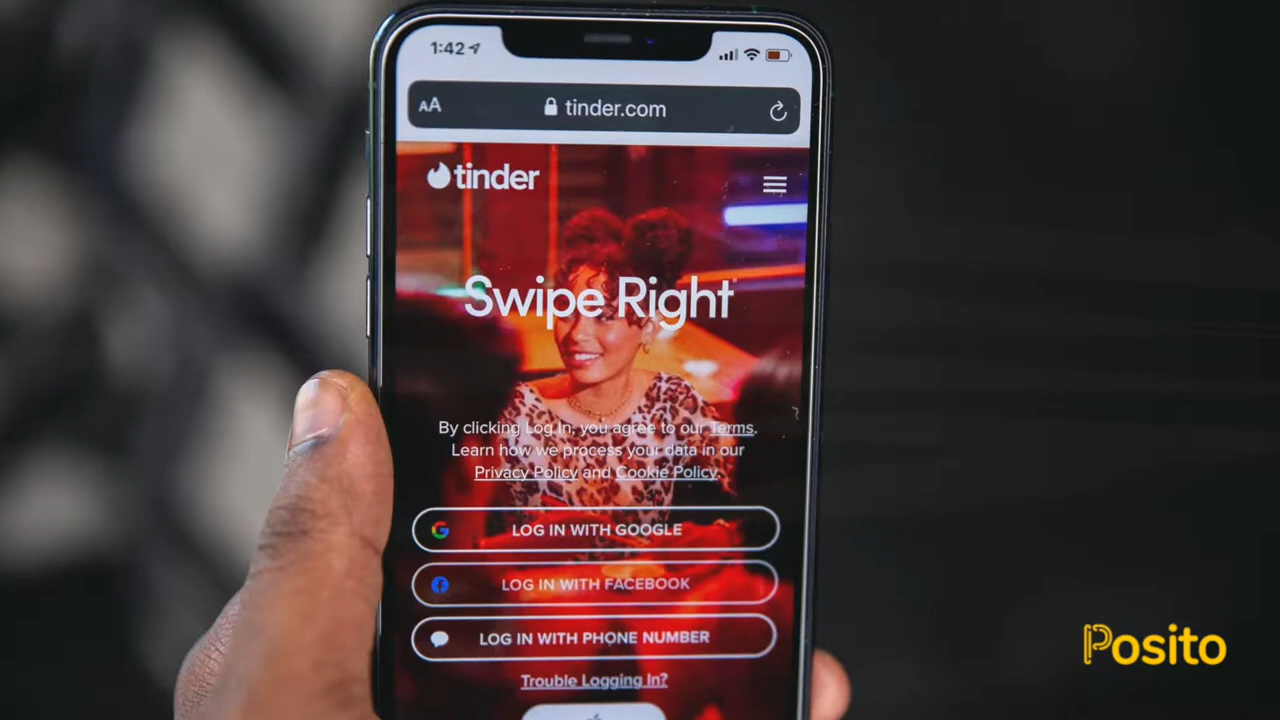 1:42
AA tinder.com
tinder
Swipe Right
By clicking Log In, you agree to our Terms.
Learn how we process your data in our
Privacy Policy and Cookie Policy.
LOG IN WITH GOOGLE
LOG IN WITH FACEBOOK
LOG IN WITH PHONE NUMBER
Trouble Logging In?
Posito